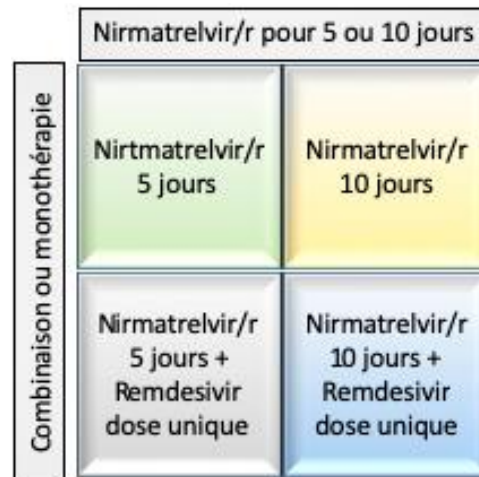 Nirmatrelvir/r pour 5 ou 10 jours
Combinaison ou monothérapie
Nirtmatrelvir/r
5 jours
Nirmatrelvir/r
10 jours
Nirmatrelvir/r
5 jours +
Remdesivir
dose unique
Nirmatrelvir/r
10 jours +
Remdesivir
dose unique